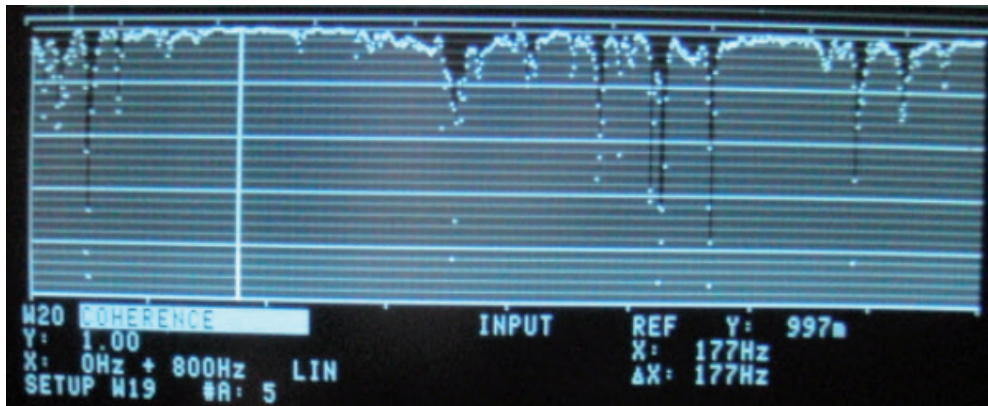 W20 COHERENCE INPUT REF Y: 997m
Y: 1.00 X: 177Hz
X: 0Hz + 800Hz LIN ΔX: 177Hz
SETUP W19 #A: 5